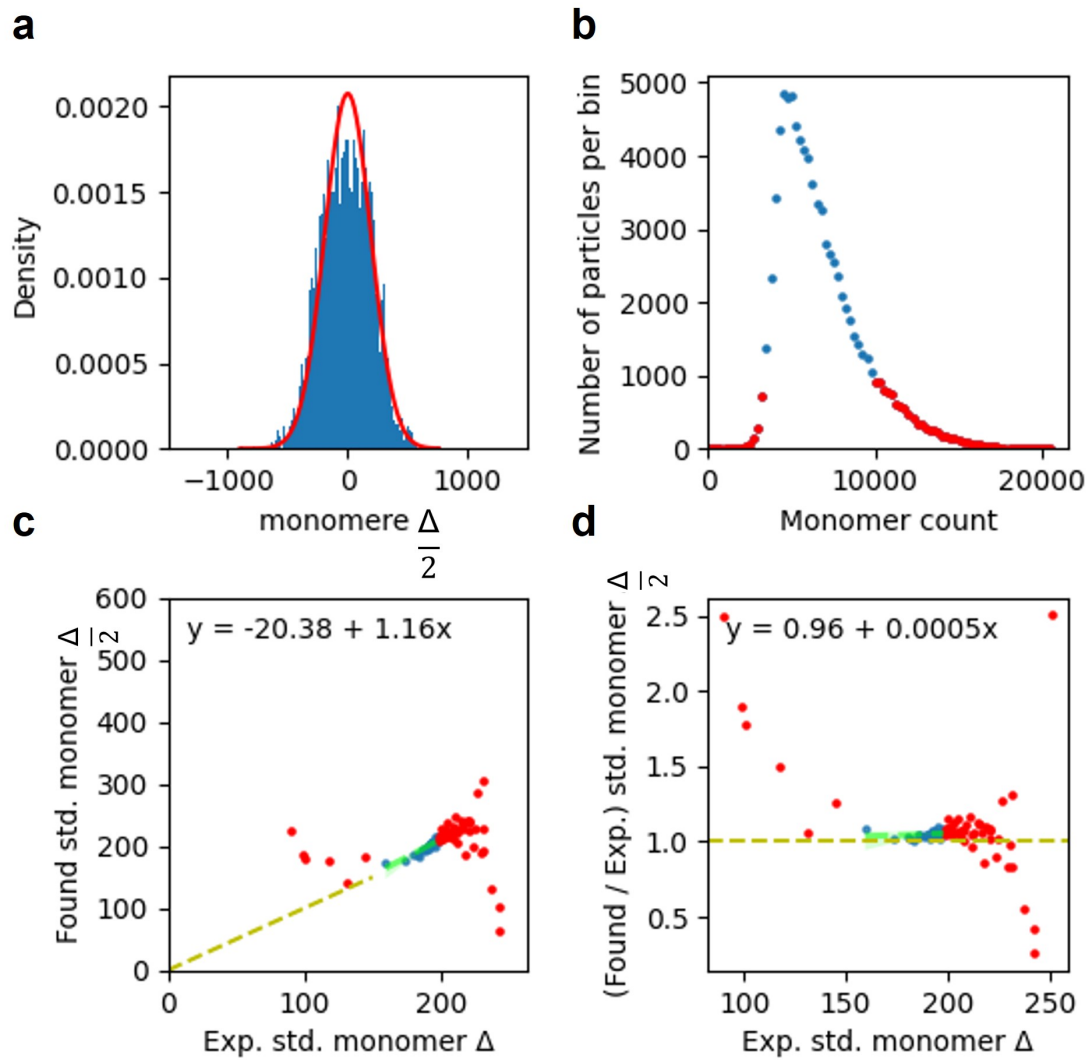 a
b
0.0020
0.0015
0.0010
0.0005
0.0000
Density
−1000
0
1000
monomere Δ/2
5000
4000
3000
2000
1000
0
Number of particles per bin
0
10000
20000
Monomer count
c
d
600
500
400
300
200
100
0
Found std. monomer Δ/2
y = -20.38 + 1.16x
0
100
200
Exp. std. monomer Δ
2.5
2.0
1.5
1.0
0.5
(Found / Exp.) std. monomer Δ/2
y = 0.96 + 0.0005x
100
150
200
250
Exp. std. monomer Δ